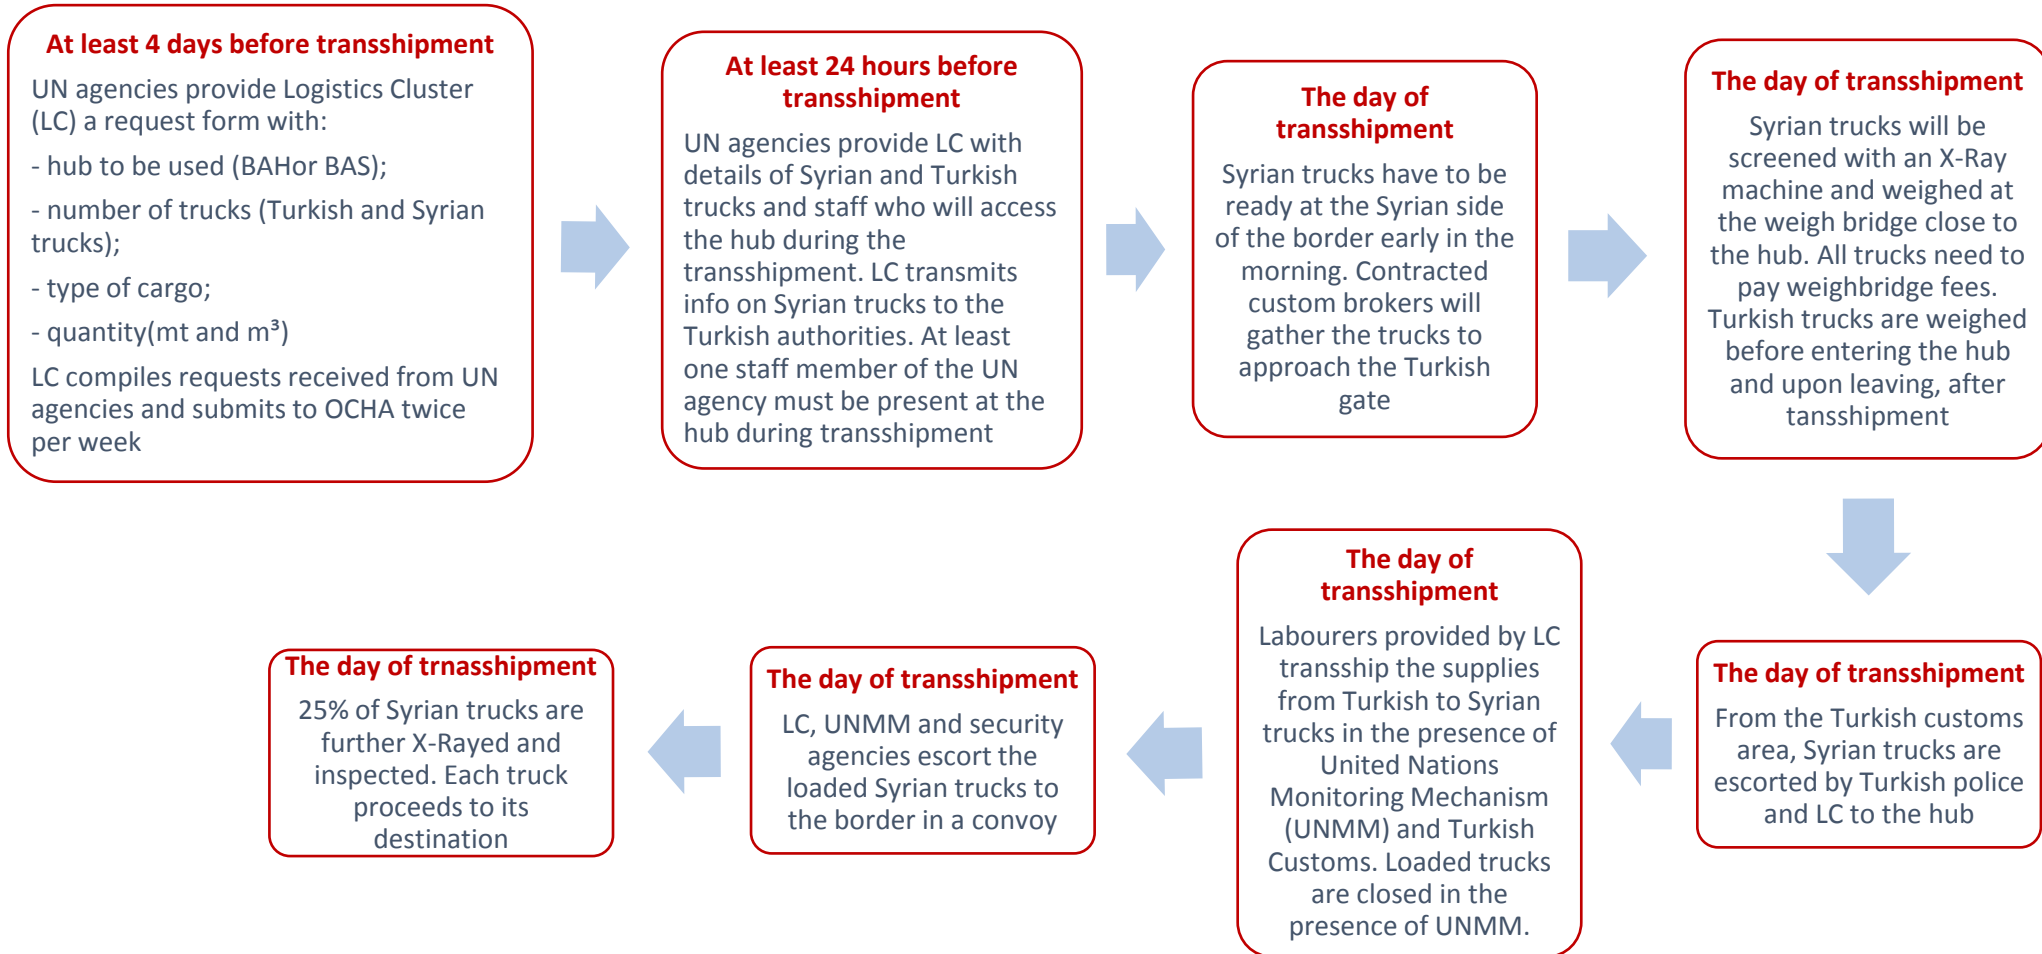 At least 4 days before transshipment
UN agencies provide Logistics Cluster
(LC) a request form with:
- hub to be used (BAHor BAS);
- number of trucks (Turkish and Syrian
trucks);
- type of cargo;
- quantity(mt and m³)
LC compiles requests received from UN
agencies and submits to OCHA twice
per week
At least 24 hours before
transshipment
UN agencies provide LC with
details of Syrian and Turkish
trucks and staff who will access
the hub during the
transshipment. LC transmits
info on Syrian trucks to the
Turkish authorities. At least
one staff member of the UN
agency must be present at the
hub during transshipment
The day of
transshipment
Syrian trucks have to be
ready at the Syrian side
of the border early in the
morning. Contracted
custom brokers will
gather the trucks to
approach the Turkish
gate
The day of transshipment
Syrian trucks will be
screened with an X-Ray
machine and weighed at
the weigh bridge close to
the hub. All trucks need to
pay weighbridge fees.
Turkish trucks are weighed
before entering the hub
and upon leaving, after
tansshipment
The day of transshipment
From the Turkish customs
area, Syrian trucks are
escorted by Turkish police
and LC to the hub
The day of
transshipment
Labourers provided by LC
transship the supplies
from Turkish to Syrian
trucks in the presence of
United Nations
Monitoring Mechanism
(UNMM) and Turkish
Customs. Loaded trucks
are closed in the
presence of UNMM.
The day of transshipment
LC, UNMM and security
agencies escort the
loaded Syrian trucks to
the border in a convoy
The day of trnasshipment
25% of Syrian trucks are
further X-Rayed and
inspected. Each truck
proceeds to its
destination